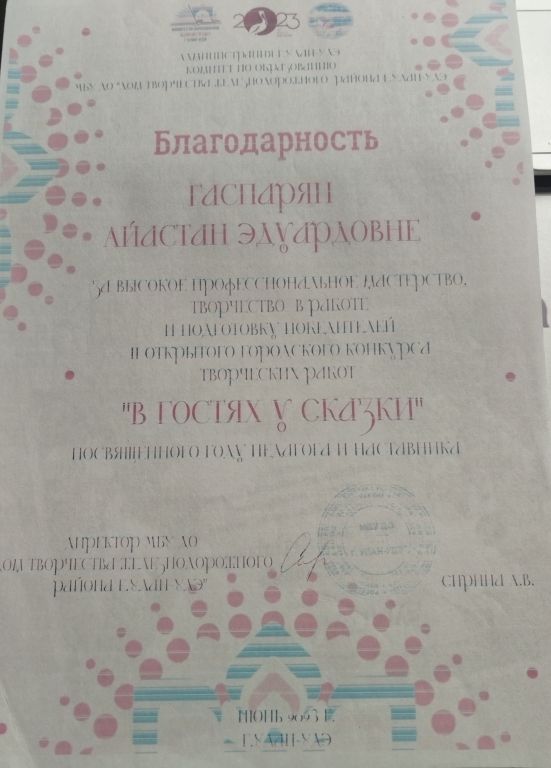 2023
АДМИНИСТРАЦИЯ Г.УЛАН-УДЭ
КОМИТЕТ ПО ОБРАЗОВАНИЮ
МБУ ДО "ДОМ ТВОРЧЕСТВА ЖЕЛЕЗНОДОРОЖНОГО РАЙОНА Г.УЛАН-УДЭ
Благодарность
ГАСПАРЯН
АЙАСТАН ЭДУАРДОВНЕ
ЗА ВЫСОКОЕ ПРОФЕССИОНАЛЬНОЕ МАСТЕРСТВО,
ТВОРЧЕСТВО В РАБОТЕ
И ПОДГОТОВКУ ПОБЕДИТЕЛЕЙ
II ОТКРЫТОГО ГОРОДСКОГО КОНКУРСА
ТВОРЧЕСКИХ РАБОТ
"В ГОСТЯХ У СКАЗКИ"
ПОСВЯЩЕННОГО ГОДУ ПЕДАГОГА И НАСТАВНИКА
ДИРЕКТОР МБУ ДО
ДОМ ТВОРЧЕСТВА ЖЕЛЕЗНОДОРОЖНОГО
РАЙОНА Г.УЛАН-УДЭ"
СИРИНА А.В.
ИЮНЬ 2023 Г.
Г.УЛАН-УДЭ